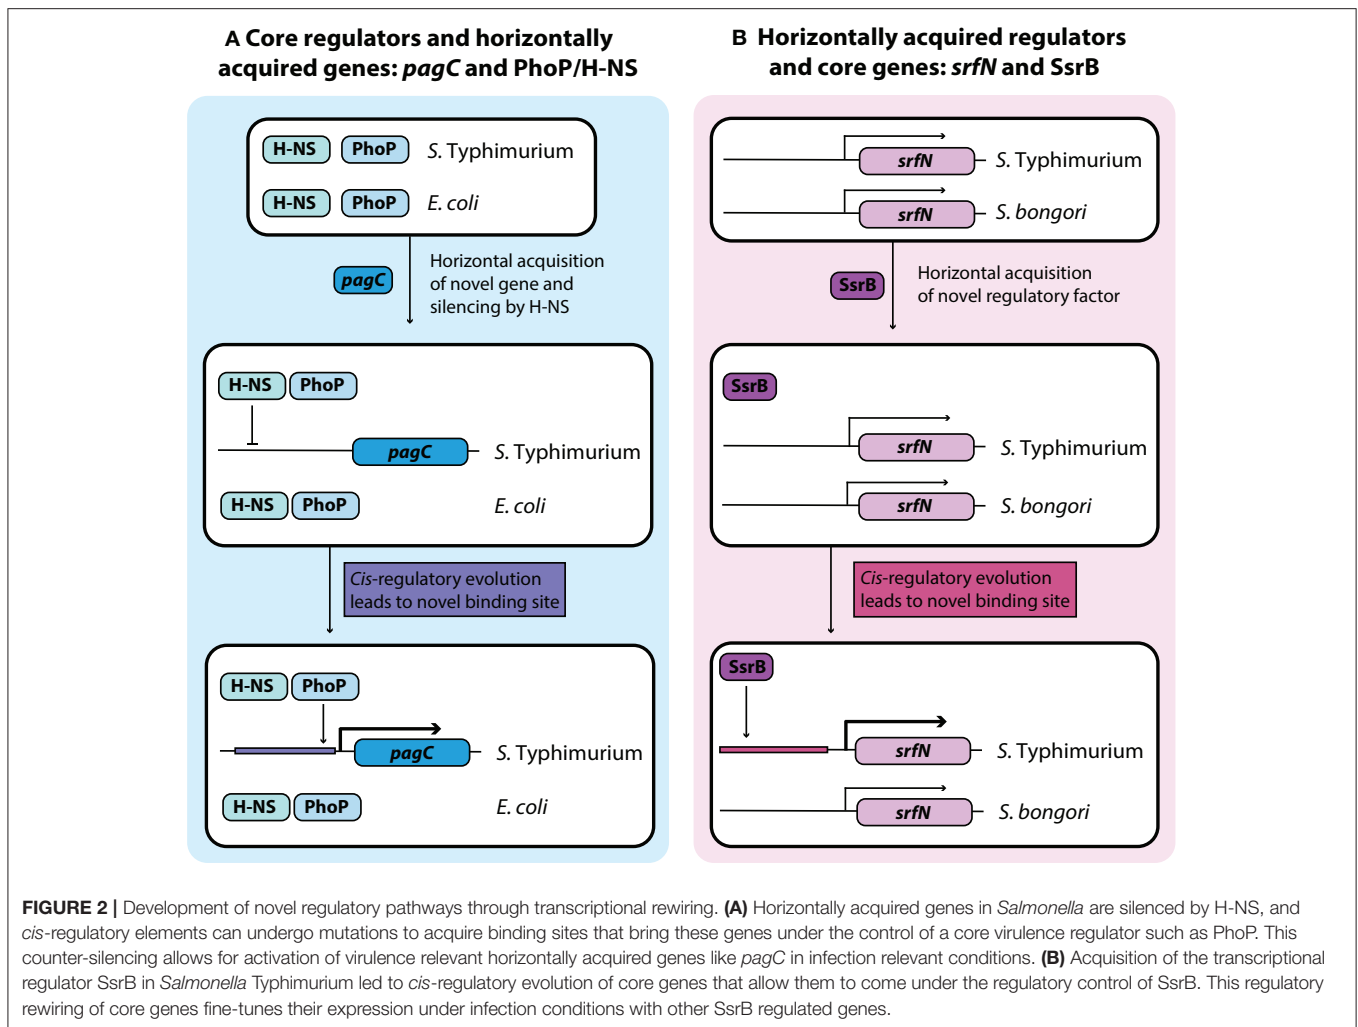 A Core regulators and horizontally
acquired genes: pagC and PhoP/H-NS
H-NS PhoP S. Typhimurium
H-NS PhoP E. coli
pagC
Horizontal acquisition
of novel gene and
silencing by H-NS
H-NS PhoP
pagC S. Typhimurium
H-NS PhoP E. coli
Cis-regulatory evolution
leads to novel binding site
H-NS PhoP
pagC S. Typhimurium
H-NS PhoP E. coli
B Horizontally acquired regulators
and core genes: srfN and SsrB
srfN S. Typhimurium
srfN S. bongori
SsrB
Horizontal acquisition
of novel regulatory factor
SsrB
srfN S. Typhimurium
srfN S. bongori
Cis-regulatory evolution
leads to novel binding site
SsrB
srfN S. Typhimurium
srfN S. bongori
FIGURE 2 | Development of novel regulatory pathways through transcriptional rewiring. (A) Horizontally acquired genes in Salmonella are silenced by H-NS, and
cis-regulatory elements can undergo mutations to acquire binding sites that bring these genes under the control of a core virulence regulator such as PhoP. This
counter-silencing allows for activation of virulence relevant horizontally acquired genes like pagC in infection relevant conditions. (B) Acquisition of the transcriptional
regulator SsrB in Salmonella Typhimurium led to cis-regulatory evolution of core genes that allow them to come under the regulatory control of SsrB. This regulatory
rewiring of core genes fine-tunes their expression under infection conditions with other SsrB regulated genes.